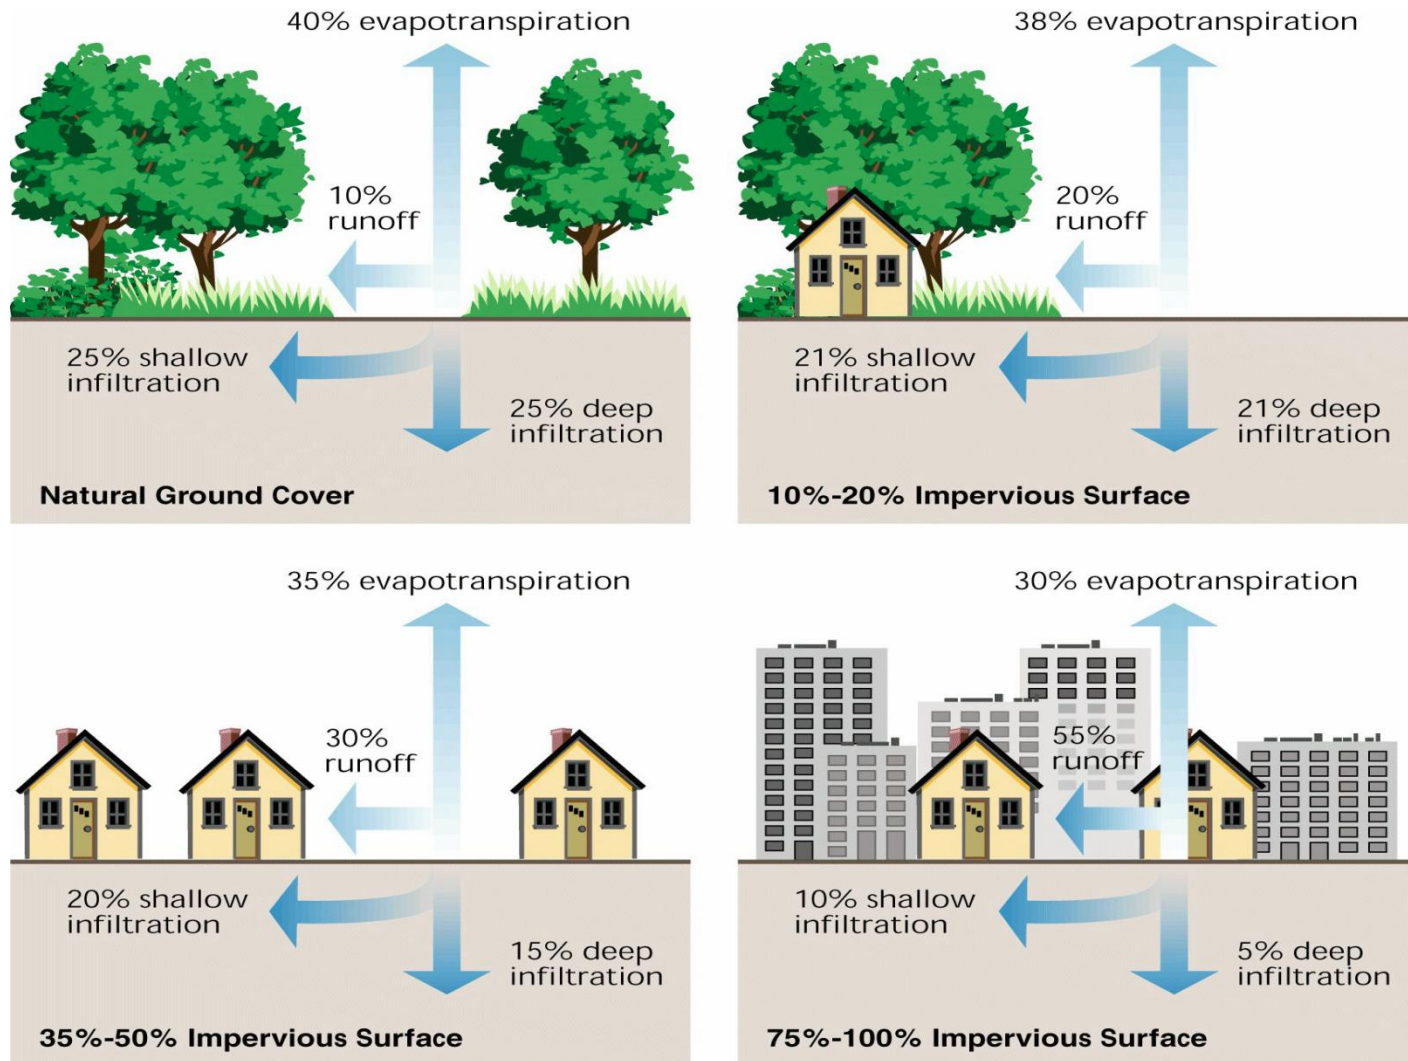 40% evapotranspiration
10%
runoff
25% shallow
infiltration
25% deep
infiltration
Natural Ground Cover
38% evapotranspiration
20%
runoff
21% shallow
infiltration
21% deep
infiltration
10%-20% Impervious Surface
35% evapotranspiration
30%
runoff
20% shallow
infiltration
15% deep
infiltration
35%-50% Impervious Surface
30% evapotranspiration
55%
runoff
10% shallow
infiltration
5% deep
infiltration
75%-100% Impervious Surface